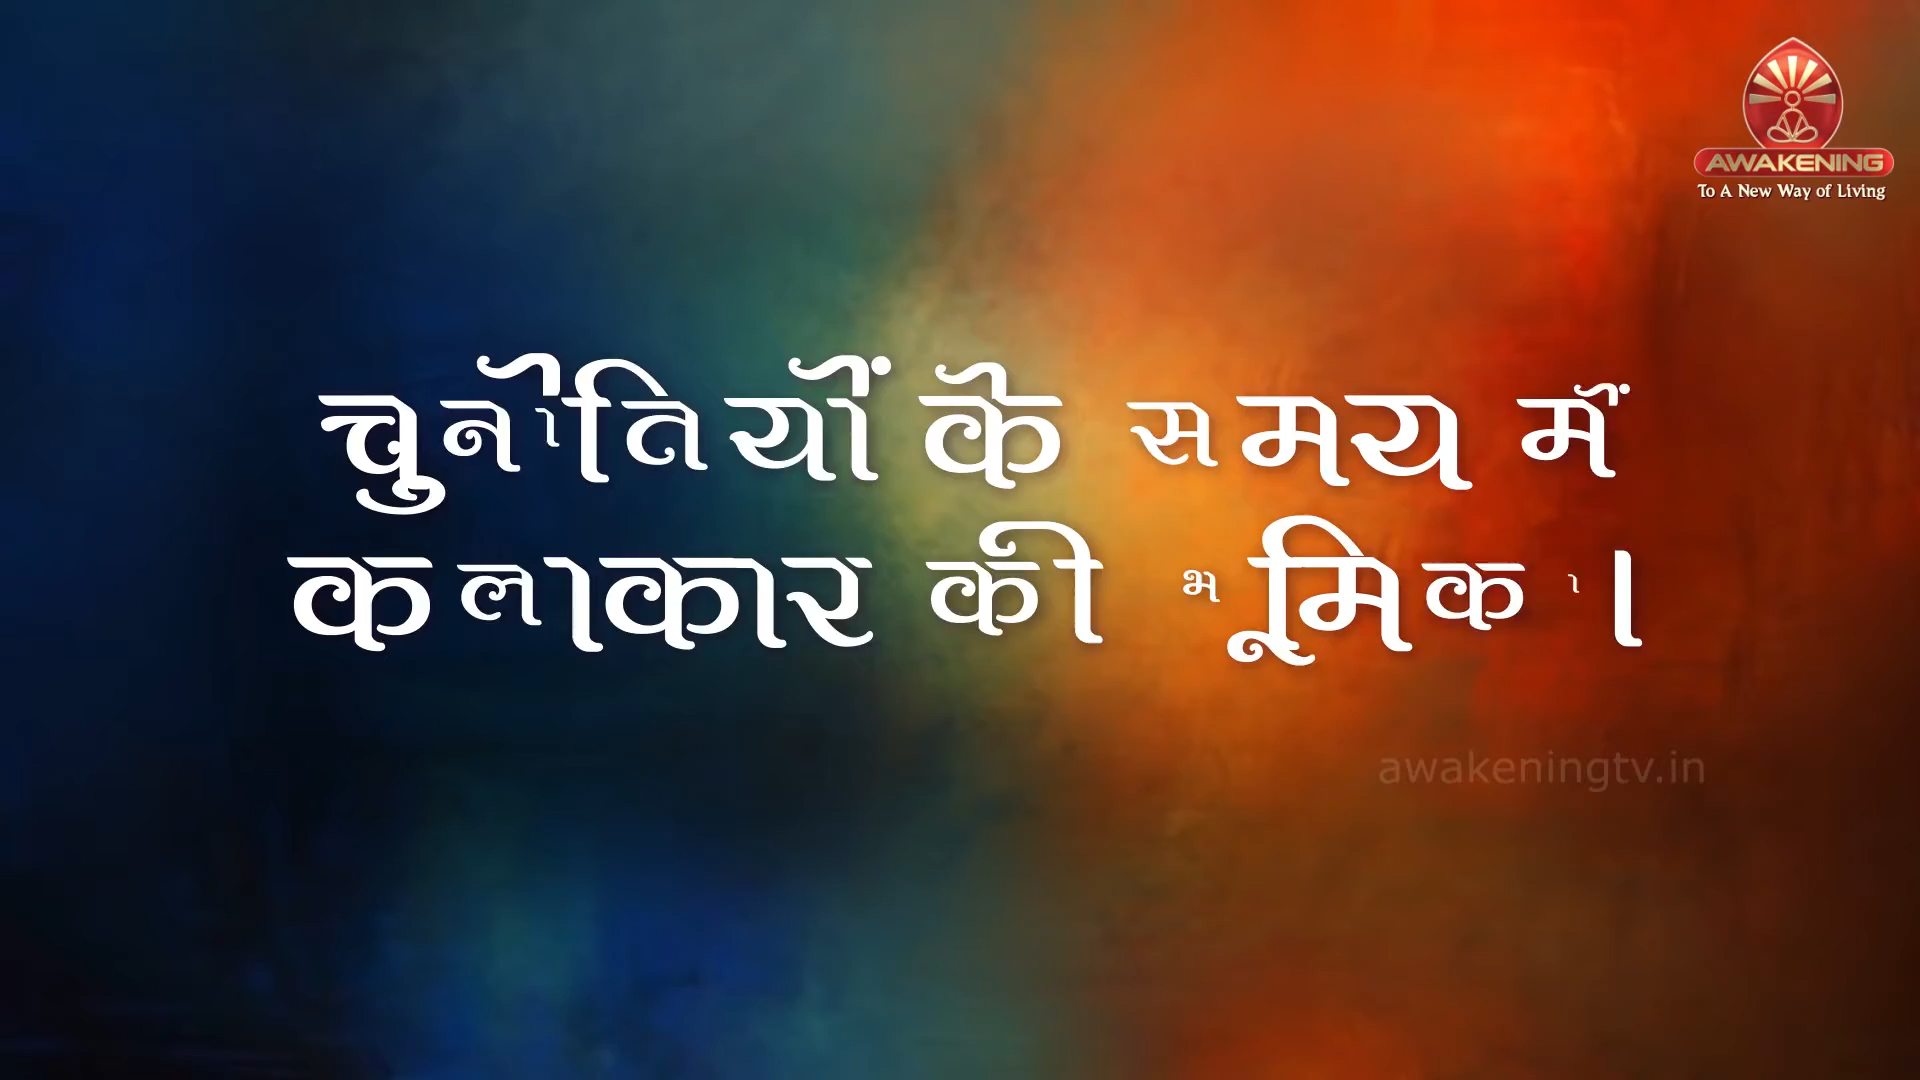 AWAKENING
To A New Way of Living
चुनौतियों के समय में
कलाकार की भूमिका ।
awakeningtv.in